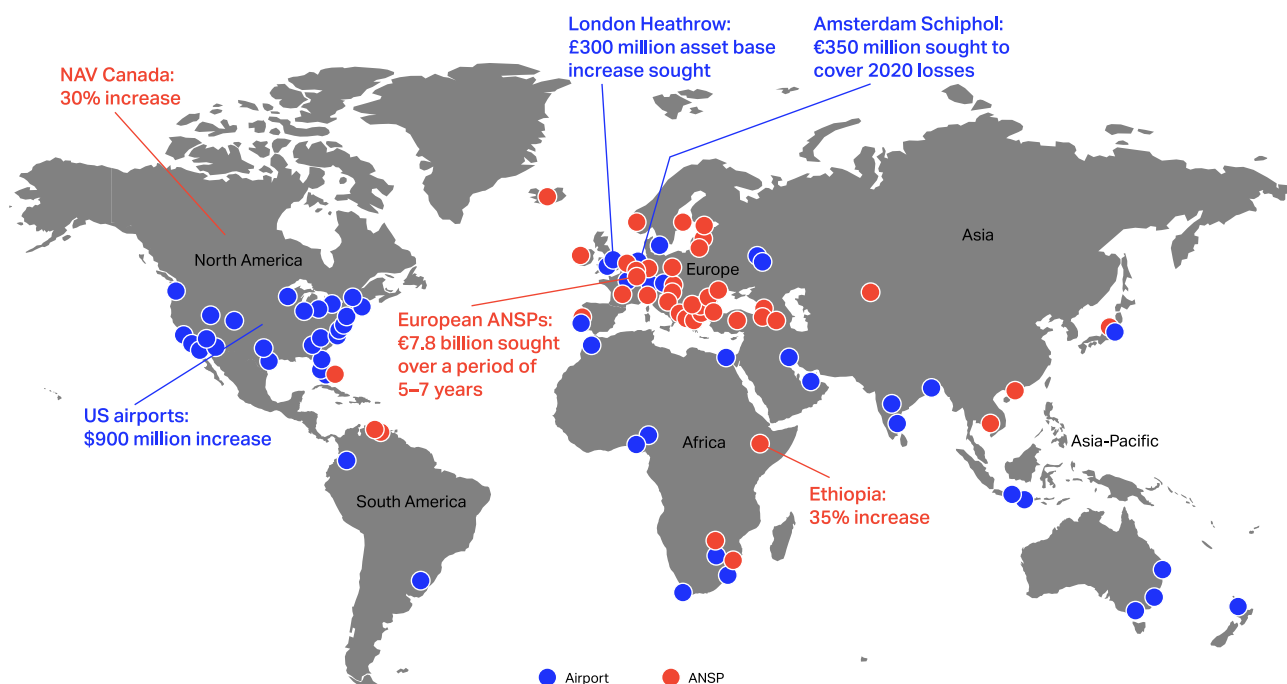 London Heathrow:
£300 million asset base
increase sought
Amsterdam Schiphol:
€350 million sought to
cover 2020 losses
NAV Canada:
30% increase
North America
Europe
Asia
European ANSPs:
€7.8 billion sought
over a period of
5–7 years
US airports:
$900 million increase
Africa
Asia-Pacific
South America
Ethiopia:
35% increase
Airport
ANSP